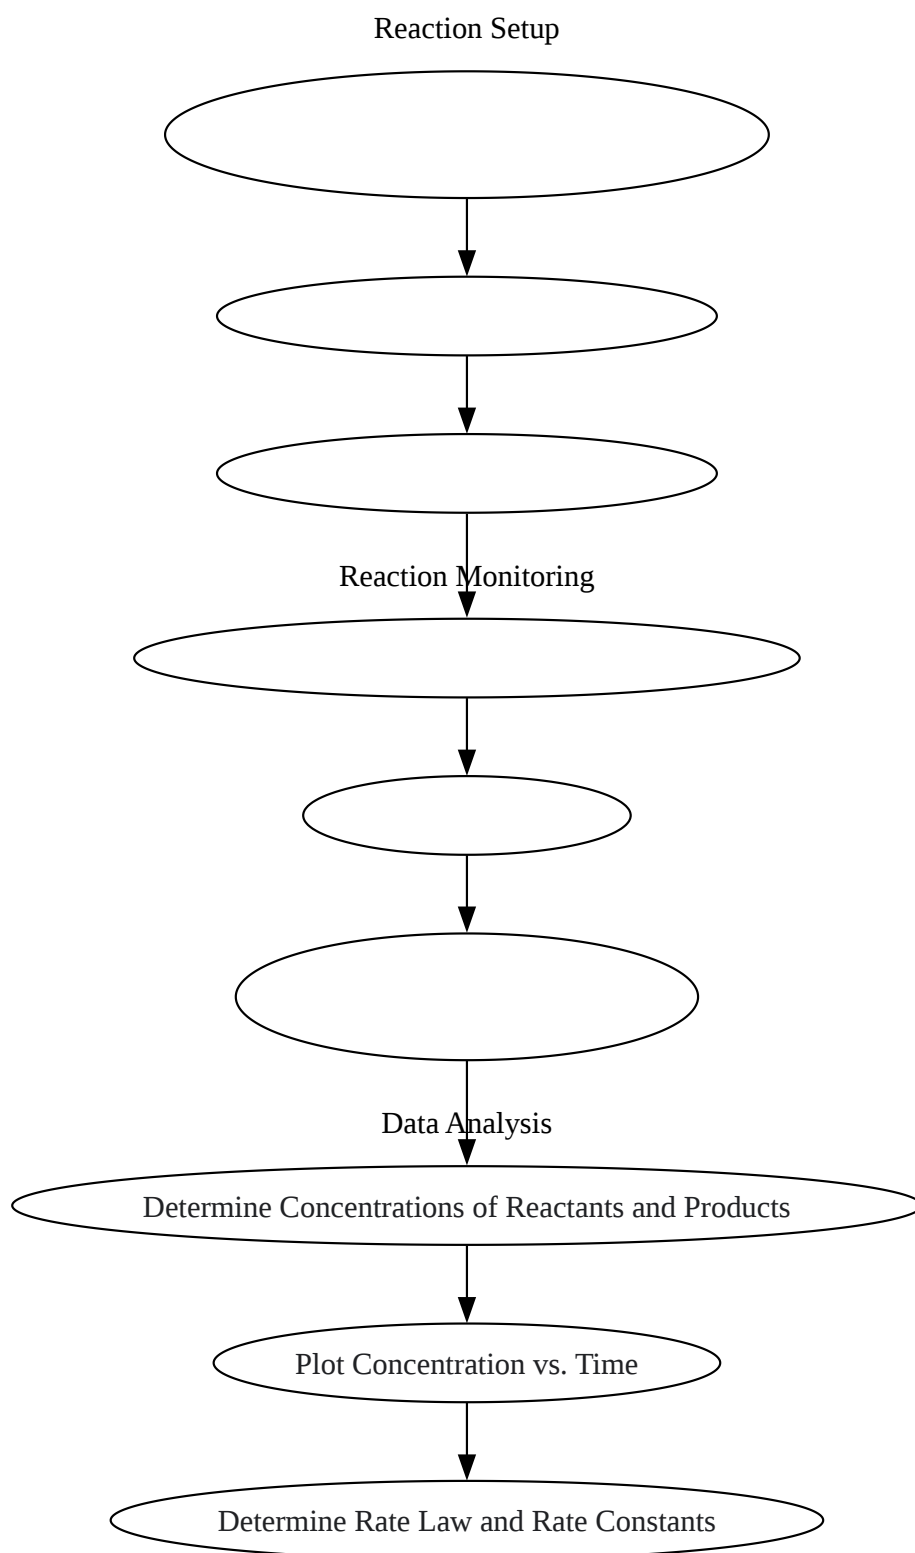 Reaction Setup
Reaction Monitoring
Data Analysis
Determine Concentrations of Reactants and Products
Plot Concentration vs. Time
Determine Rate Law and Rate Constants